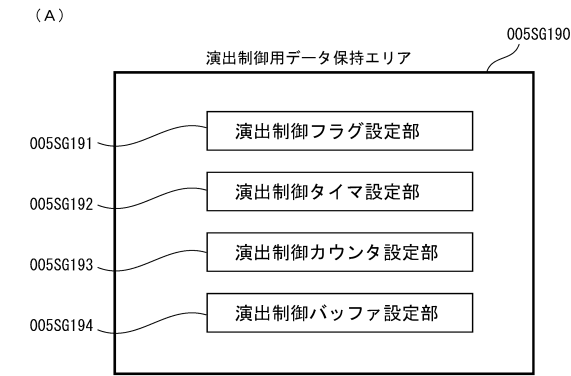 （A）
005SG190
演出制御用データ保持エリア
005SG191
演出制御フラグ設定部
005SG192
演出制御タイマ設定部
005SG193
演出制御カウンタ設定部
005SG194
演出制御バッファ設定部